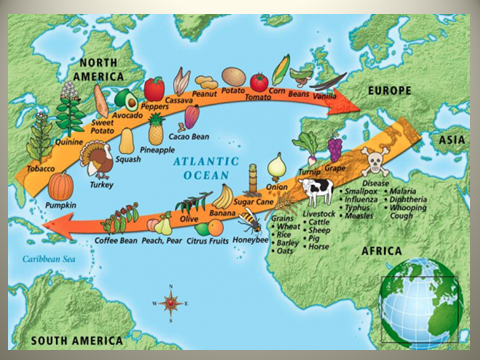 NORTH
AMERICA
EUROPE
ASIA
AFRICA
SOUTH AMERICA
ATLANTIC
OCEAN
Caribbean Sea
Tobacco
Quinine
Sweet
Potato
Avocado
Peppers
Cassava
Peanut
Potato
Tomato
Corn
Beans
Vanilla
Pumpkin
Turkey
Squash
Pineapple
Cacao Bean
Coffee Bean
Peach, Pear
Olive
Citrus Fruits
Banana
Honeybee
Sugar Cane
Onion
Turnip
Grape
Grains
• Wheat
• Rice
• Barley
• Oats
Livestock
• Cattle
• Sheep
• Pig
• Horse
Disease
• Smallpox
• Influenza
• Typhus
• Measles
• Malaria
• Diphtheria
• Whooping
Cough